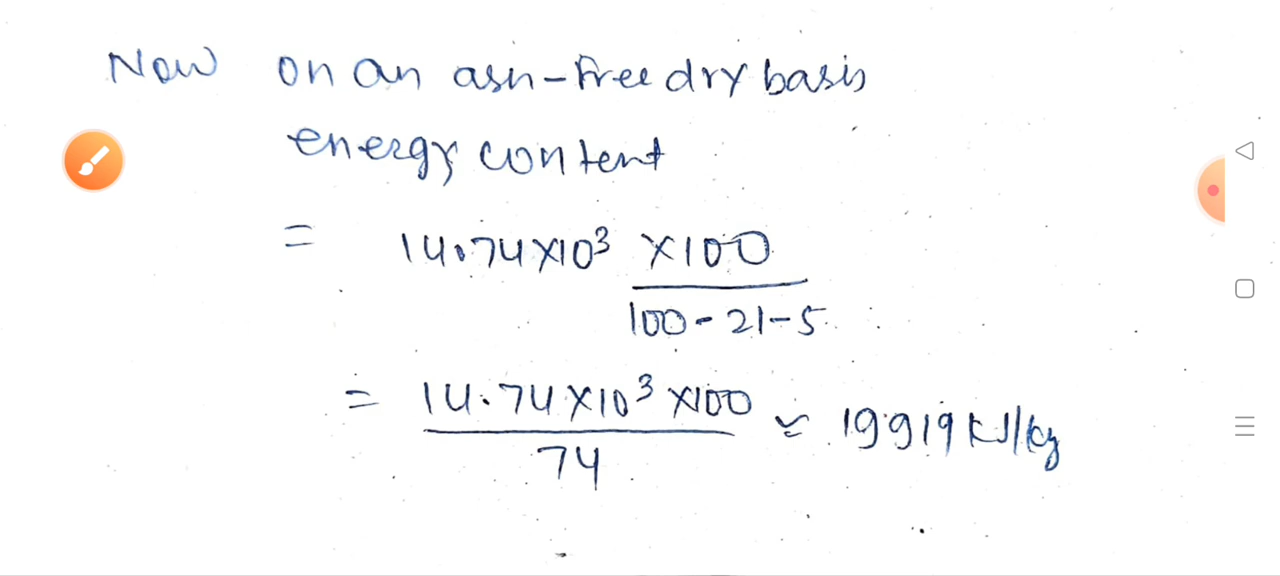 Now on an ash-free dry basis
energy content
= 14.74×10³ ×100
100-21-5
= 14.74×10³ ×100 ≈ 19919 kJ/kg
74